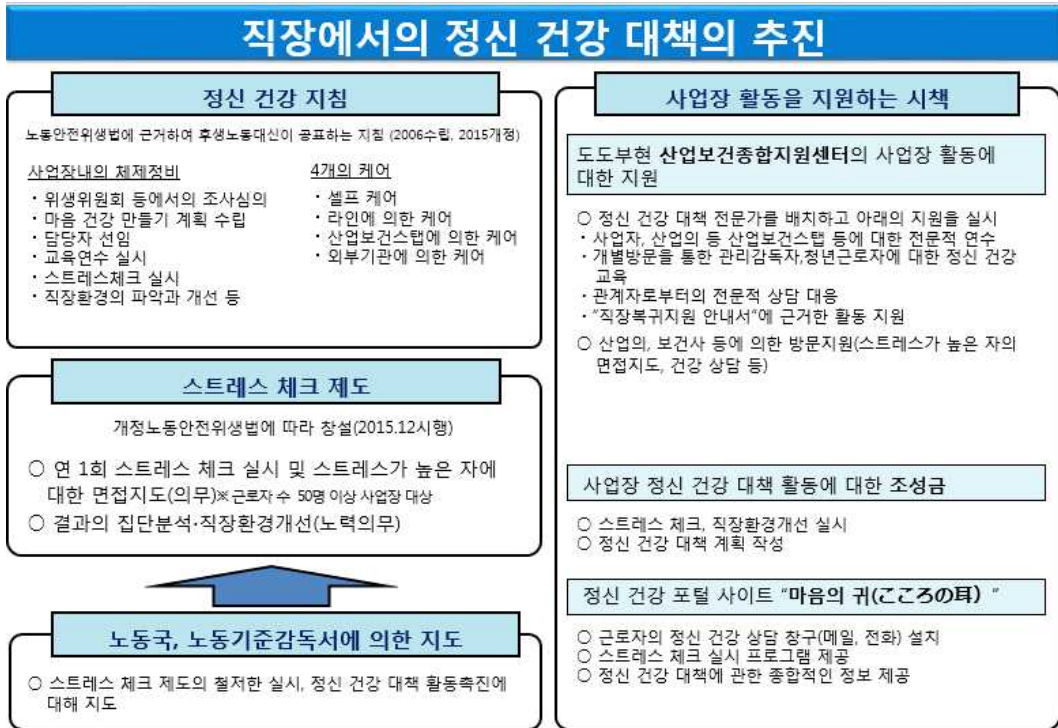 직장에서의 정신 건강 대책의 추진
정신 건강 지침
노동안전위생법에 근거하여 후생노동대신이 공표하는 지침 (2006수립, 2015개정)
사업장내의 체제정비
· 위생위원회 등에서의 조사심의
· 마음 건강 만들기 계획 수립
· 담당자 선임
· 교육연수 실시
· 스트레스체크 실시
· 직장환경의 파악과 개선 등
4개의 케어
· 셀프 케어
· 라인에 의한 케어
· 산업보건스탭에 의한 케어
· 외부기관에 의한 케어
스트레스 체크 제도
개정노동안전위생법에 따라 창설(2015.12시행)
○ 연 1회 스트레스 체크 실시 및 스트레스가 높은 자에
대한 면접지도(의무)※근로자 수 50명 이상 사업장 대상
○ 결과의 집단분석·직장환경개선(노력의무)
노동국, 노동기준감독서에 의한 지도
○ 스트레스 체크 제도의 철저한 실시, 정신 건강 대책 활동촉진에
대해 지도
사업장 활동을 지원하는 시책
도도부현 산업보건종합지원센터의 사업장 활동에
대한 지원
○ 정신 건강 대책 전문가를 배치하고 아래의 지원을 실시
· 사업자, 산업의 등 산업보건스탭 등에 대한 전문적 연수
· 개별방문을 통한 관리감독자,청년근로자에 대한 정신 건강
교육
· 관계자로부터의 전문적 상담 대응
· "직장복귀지원 안내서"에 근거한 활동 지원
○ 산업의, 보건사 등에 의한 방문지원(스트레스가 높은 자의
면접지도, 건강 상담 등)
사업장 정신 건강 대책 활동에 대한 조성금
○ 스트레스 체크, 직장환경개선 실시
○ 정신 건강 대책 계획 작성
정신 건강 포털 사이트 "마음의 귀(こころの耳) "
○ 근로자의 정신 건강 상담 창구(메일, 전화) 설치
○ 스트레스 체크 실시 프로그램 제공
○ 정신 건강 대책에 관한 종합적인 정보 제공